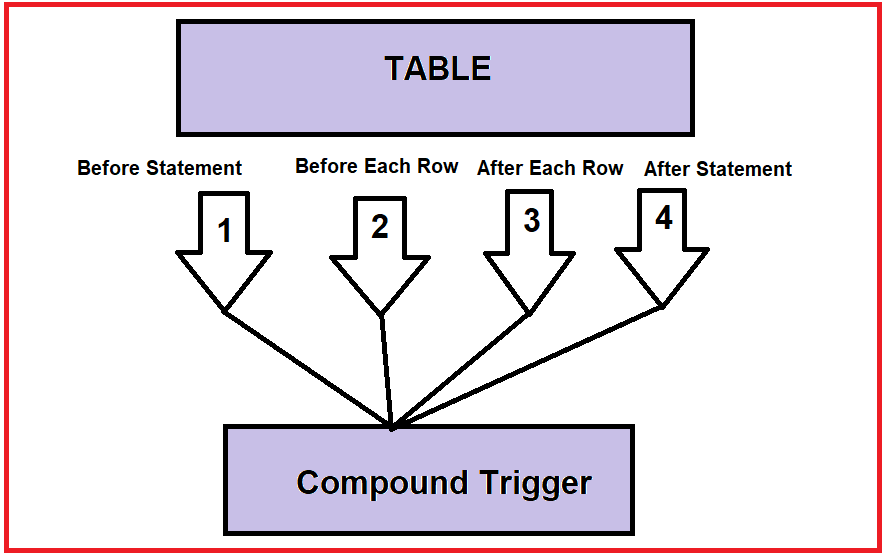 TABLE
Before Statement
Before Each Row
After Each Row
After Statement
1
2
3
4
Compound Trigger